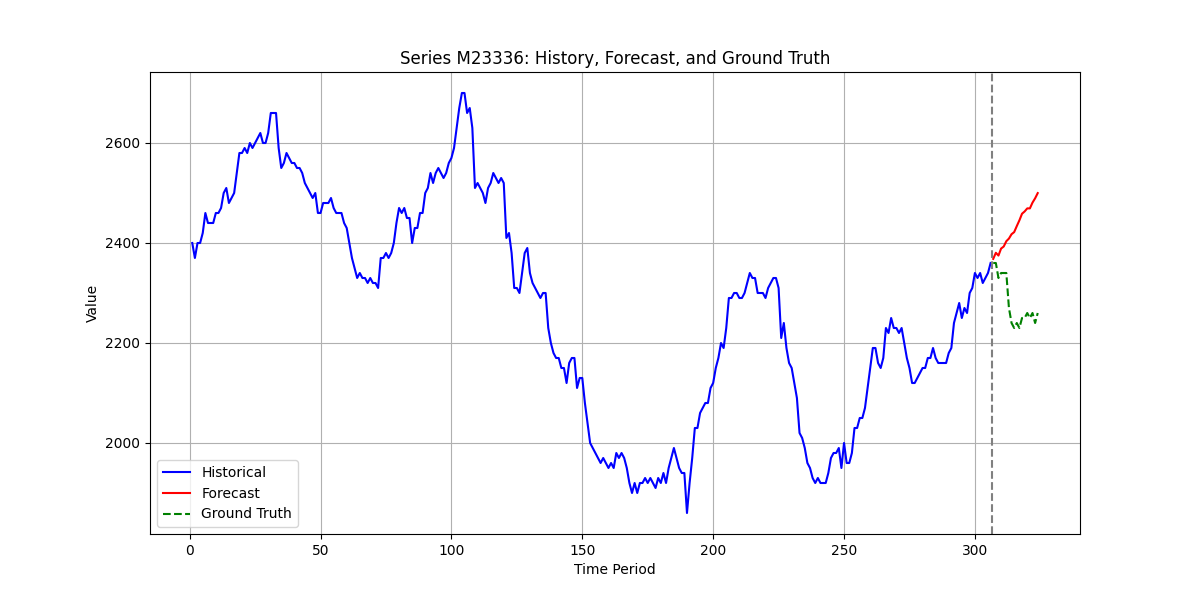 Series M23336: History, Forecast, and Ground Truth
2600
2400
2200
2000
Value
Historical
Forecast
Ground Truth
0 50 100 150 200 250 300
Time Period